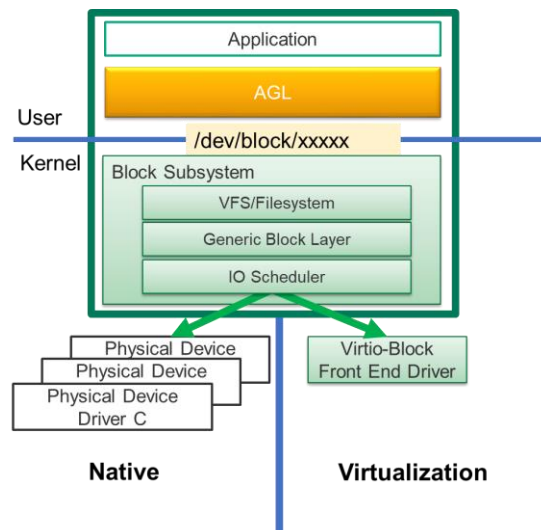 Application
AGL
User
/dev/block/xxxxx
Kernel
Block Subsystem
VFS/Filesystem
Generic Block Layer
IO Scheduler
Physical Device
Physical Device
Physical Device
Driver C
Virtio-Block
Front End Driver
Native
Virtualization